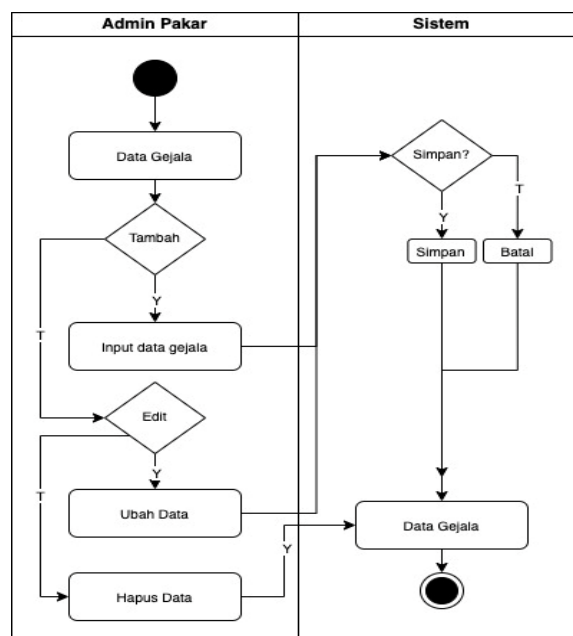 Admin Pakar
Sistem
Data Gejala
Tambah
Y
T
Input data gejala
Edit
Y
T
Ubah Data
Hapus Data
Y
Simpan?
Y
T
Simpan
Batal
Data Gejala